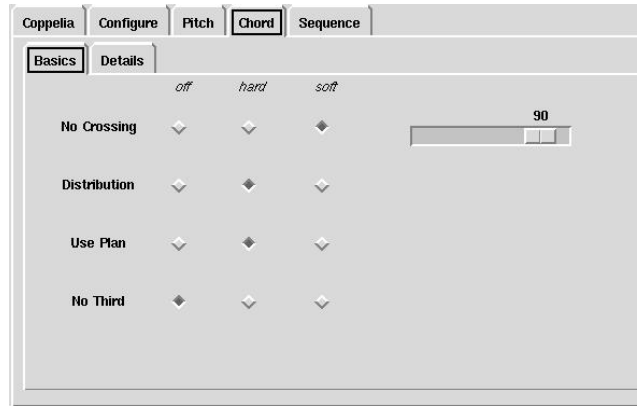 Coppelia Configure Pitch Chord Sequence
Basics Details
off hard soft
No Crossing 90
Distribution
Use Plan
No Third